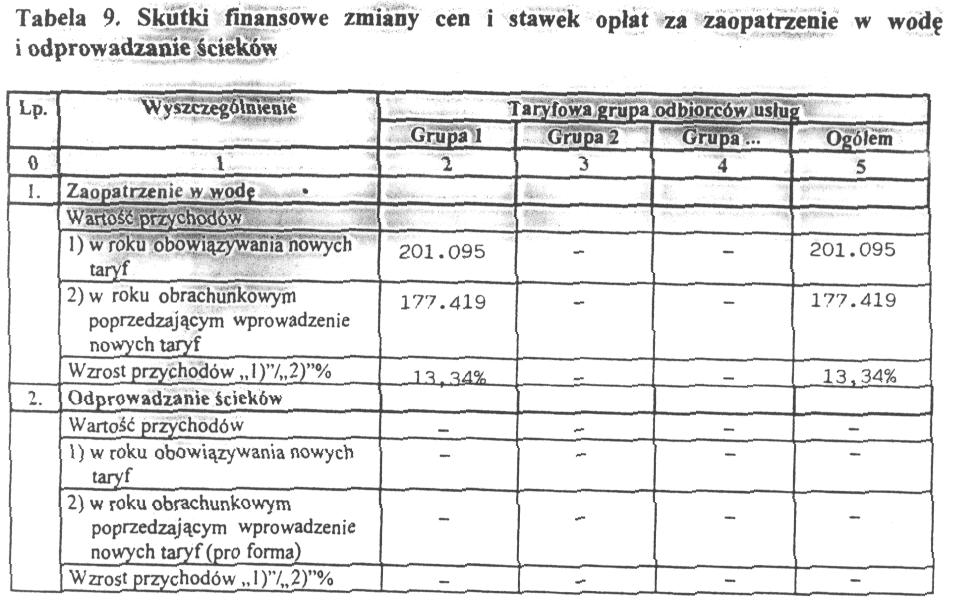 Tabela 9. Skutki finansowe zmiany cen i stawek opłat za zaopatrzenie w wodę
i odprowadzanie ścieków
Lp. Wyszczególnienie Taryfowa grupa odbiorców usług
Grupa 1 Grupa 2 Grupa ... Ogółem
0 1 2 3 4 5
1. Zaopatrzenie w wodę
Wartość przychodów
1) w roku obowiązywania nowych 201.095 – – 201.095
taryf
2) w roku obrachunkowym 177.419 – – 177.419
poprzedzającym wprowadzenie
nowych taryf
Wzrost przychodów „1)”/„2)”% 13,34% – – 13,34%
2. Odprowadzanie ścieków
Wartość przychodów – – – –
1) w roku obowiązywania nowych – – – –
taryf
2) w roku obrachunkowym – – – –
poprzedzającym wprowadzenie
nowych taryf (pro forma)
Wzrost przychodów „1)”/„2)”% – – – –